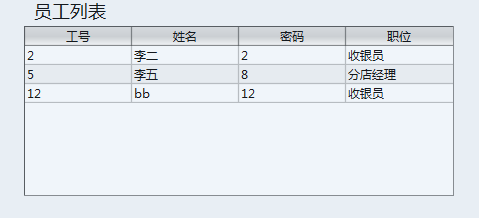 员工列表
工号 姓名 密码 职位
2 李二 2 收银员
5 李五 8 分店经理
12 bb 12 收银员